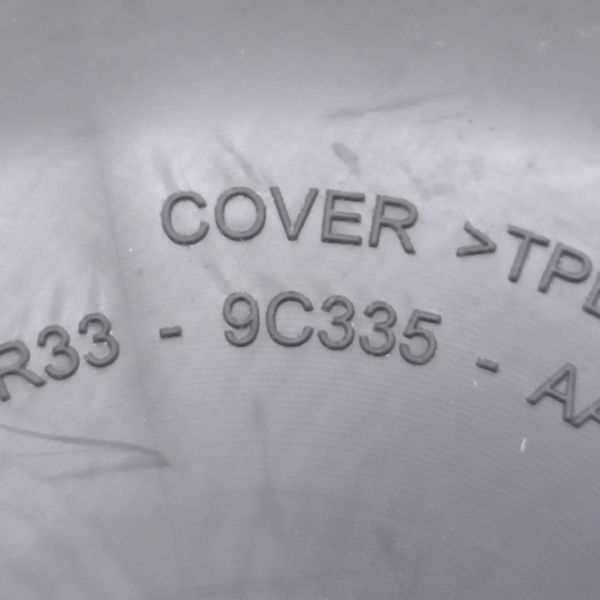 COVER >TPE
R33 - 9C335 - AA